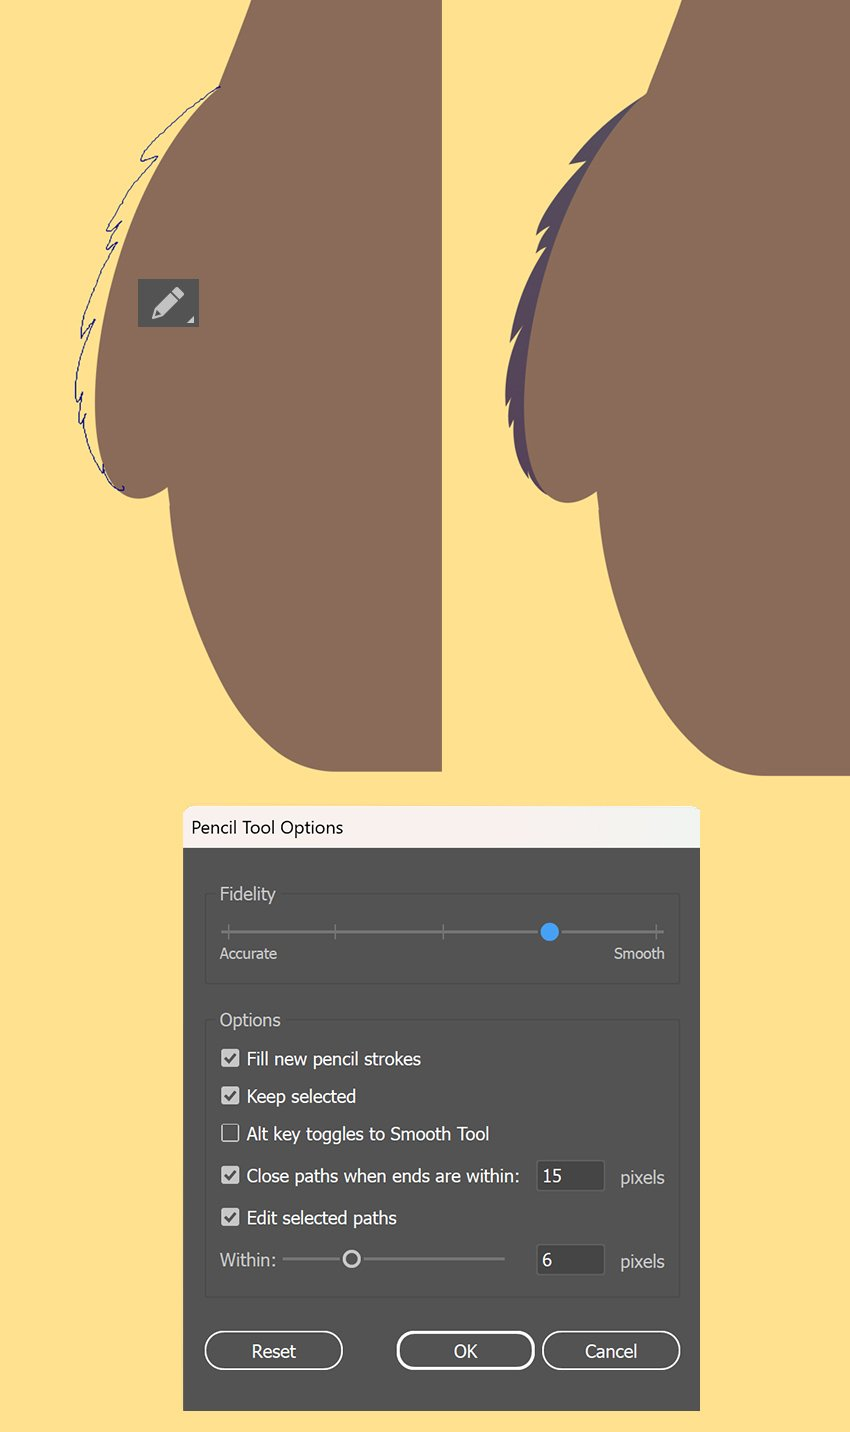 Pencil Tool Options
Fidelity
Accurate Smooth
Options
Fill new pencil strokes
Keep selected
Alt key toggles to Smooth Tool
Close paths when ends are within: 15 pixels
Edit selected paths
Within: 6 pixels
Reset OK Cancel